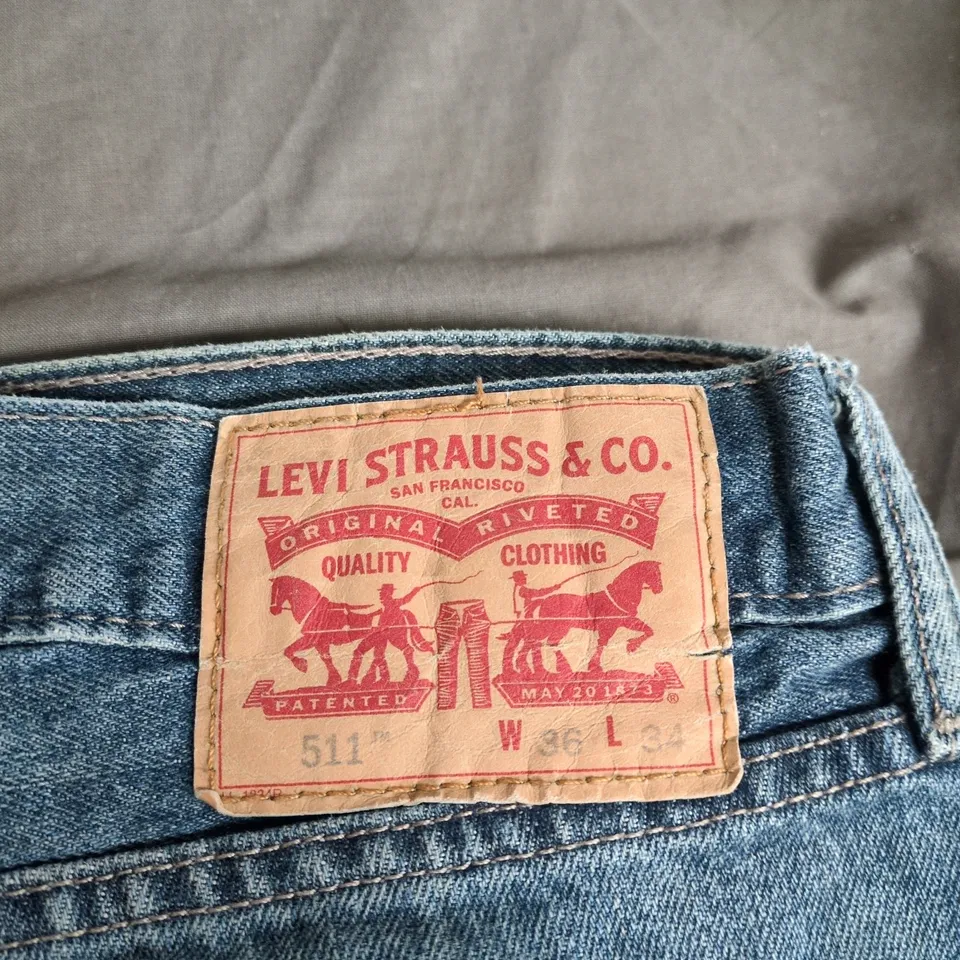 LEVI STRAUSS & CO.
SAN FRANCISCO
CAL.
ORIGINAL RIVETED
QUALITY CLOTHING
PATENTED MAY 20 1873 ®
511™ W 36 L 34